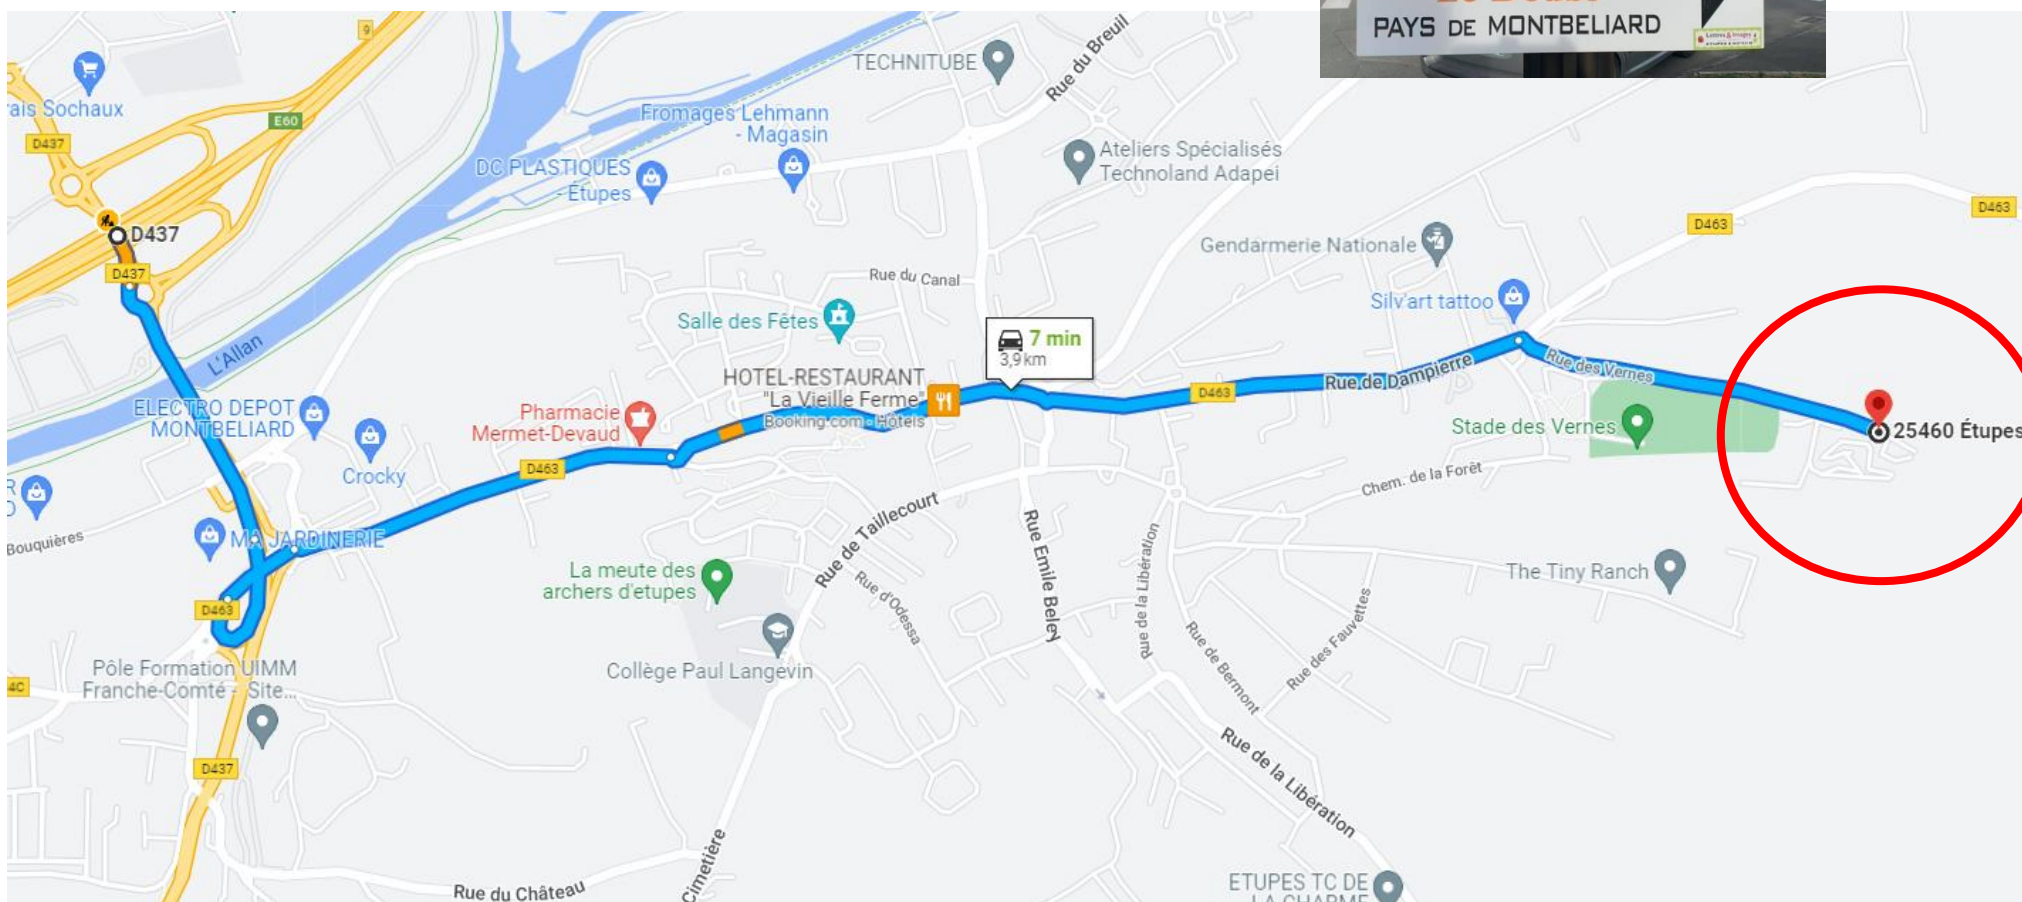 PAYS DE MONTBELIARD
9
TECHNITUBE
Rue du Breuil
rais Sochaux
E60
D437
Fromages Lehmann
- Magasin
DC PLASTIQUES
- Étupes
Ateliers Spécialisés
Technoland Adapei
D463
D463
D437
Gendarmerie Nationale
D437
Rue du Canal
Silv'art tattoo
Salle des Fêtes
7 min
3,9 km
L'Allan
Rue des Vernes
HOTEL-RESTAURANT
"La Vieille Ferme"
Booking.com - Hôtels
Rue de Dampierre
D463
ELECTRO DEPOT
MONTBELIARD
Pharmacie
Mermet-Devaud
Stade des Vernes
25460 Étupes
Crocky
D463
Chem. de la Forêt
Rue de Taillecourt
Bouquières
MA JARDINERIE
Rue Emile Beley
Rue de la Libération
La meute des
archers d'etupes
Rue d'Odessa
The Tiny Ranch
D463
Rue des Fauvettes
Rue de Bermont
Pôle Formation UIMM
Franche-Comté - Site...
4C
Collège Paul Langevin
D437
Rue de la Libération
Rue du Château
Cimetière
ETUPES TC DE
LA CHARME